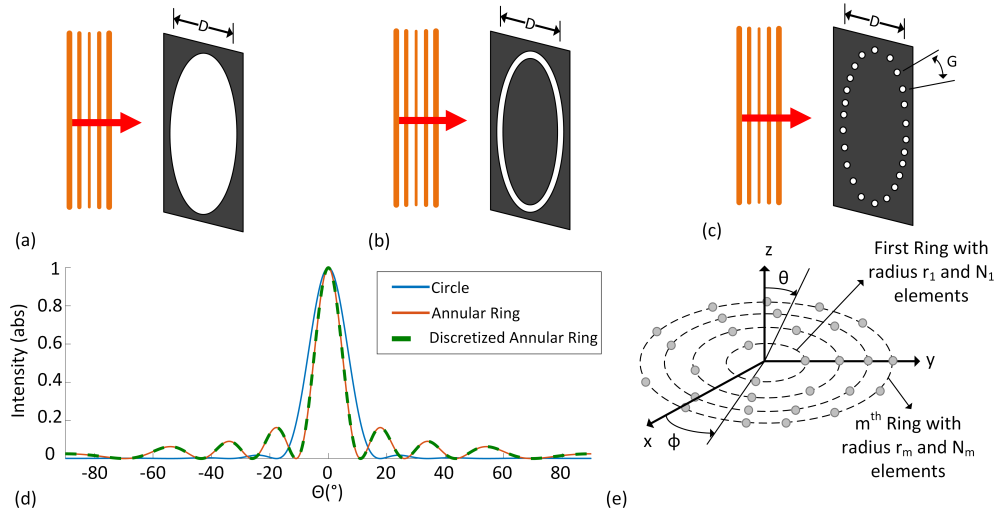 D
D
D
G
(a)
(b)
(c)
Intensity (abs)
1
0.8
0.6
0.4
0.2
0
-80
-60
-40
-20
0
20
40
60
80
Θ(°)
Circle
Annular Ring
Discretized Annular Ring
(d)
z
θ
First Ring with
radius r₁ and N₁
elements
y
x
ϕ
mᵗʰ Ring with
radius rₘ and Nₘ
elements
(e)